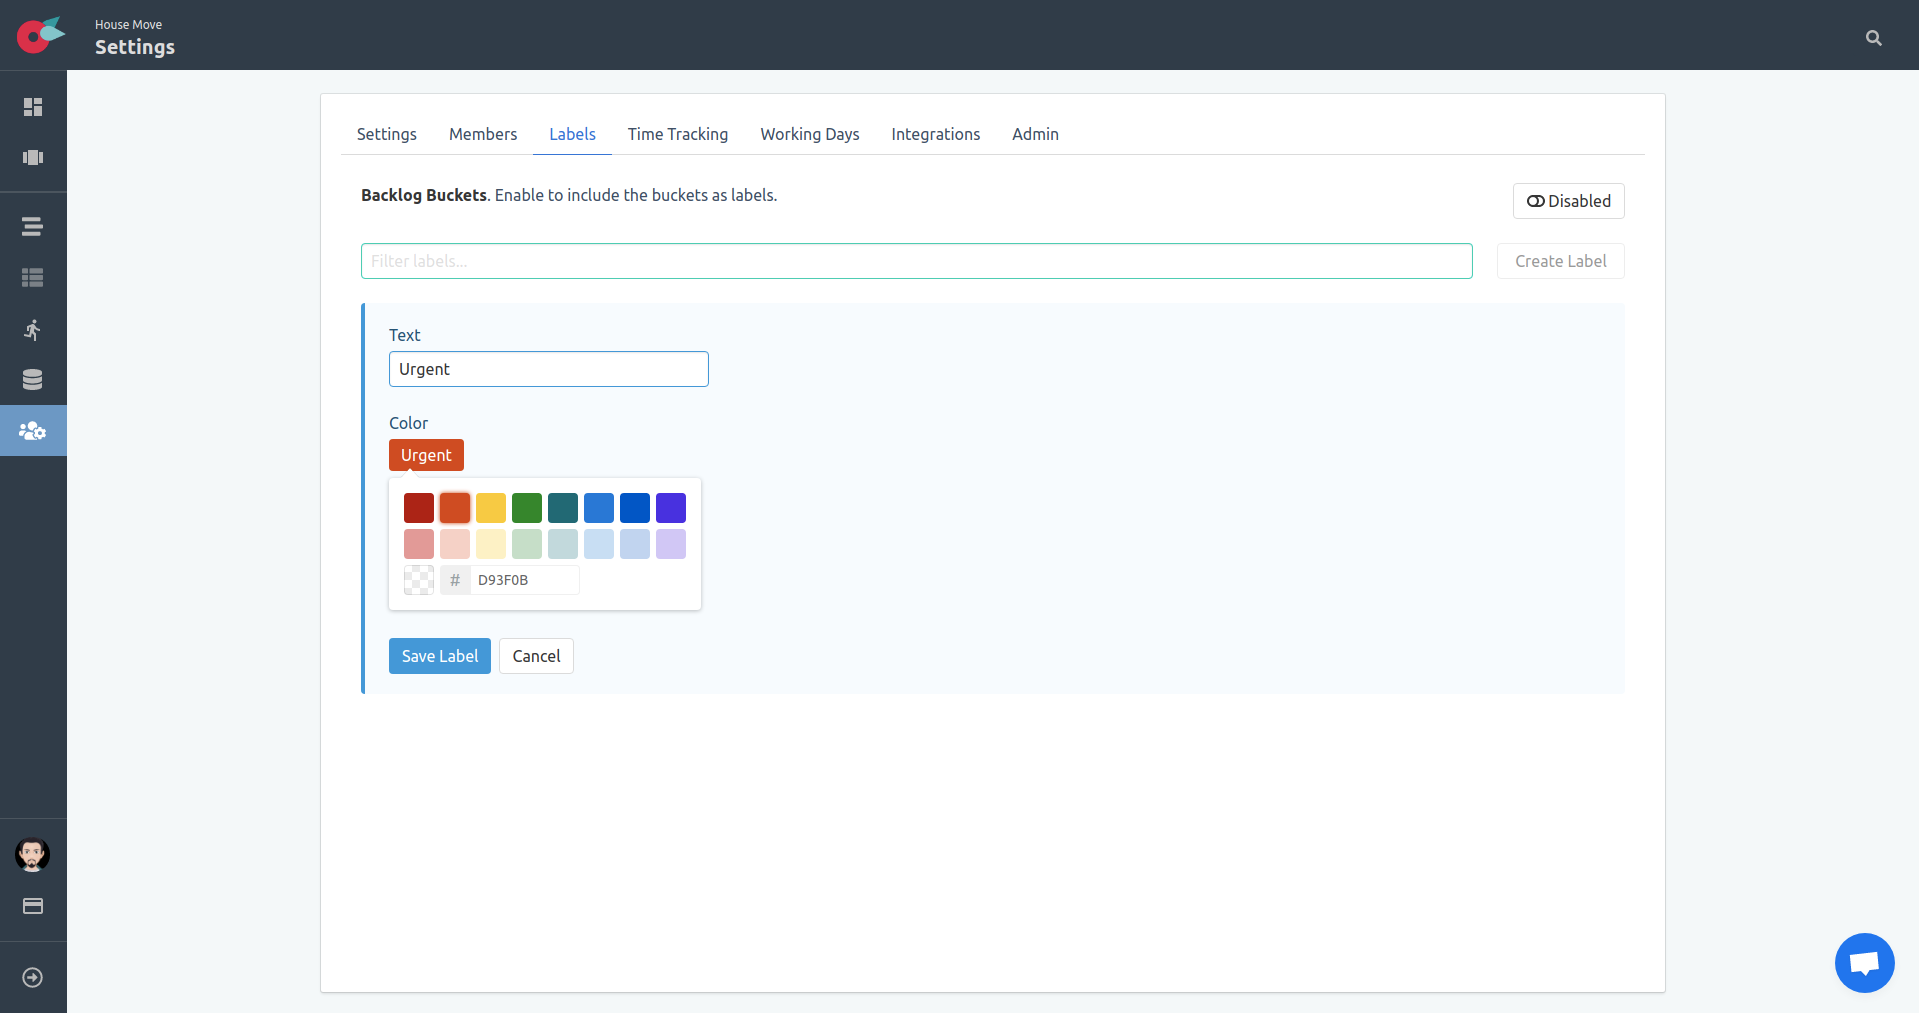 House Move
Settings
Settings Members Labels Time Tracking Working Days Integrations Admin
Backlog Buckets. Enable to include the buckets as labels.
Disabled
Filter labels...
Create Label
Text
Urgent
Color
Urgent
# D93F0B
Save Label
Cancel